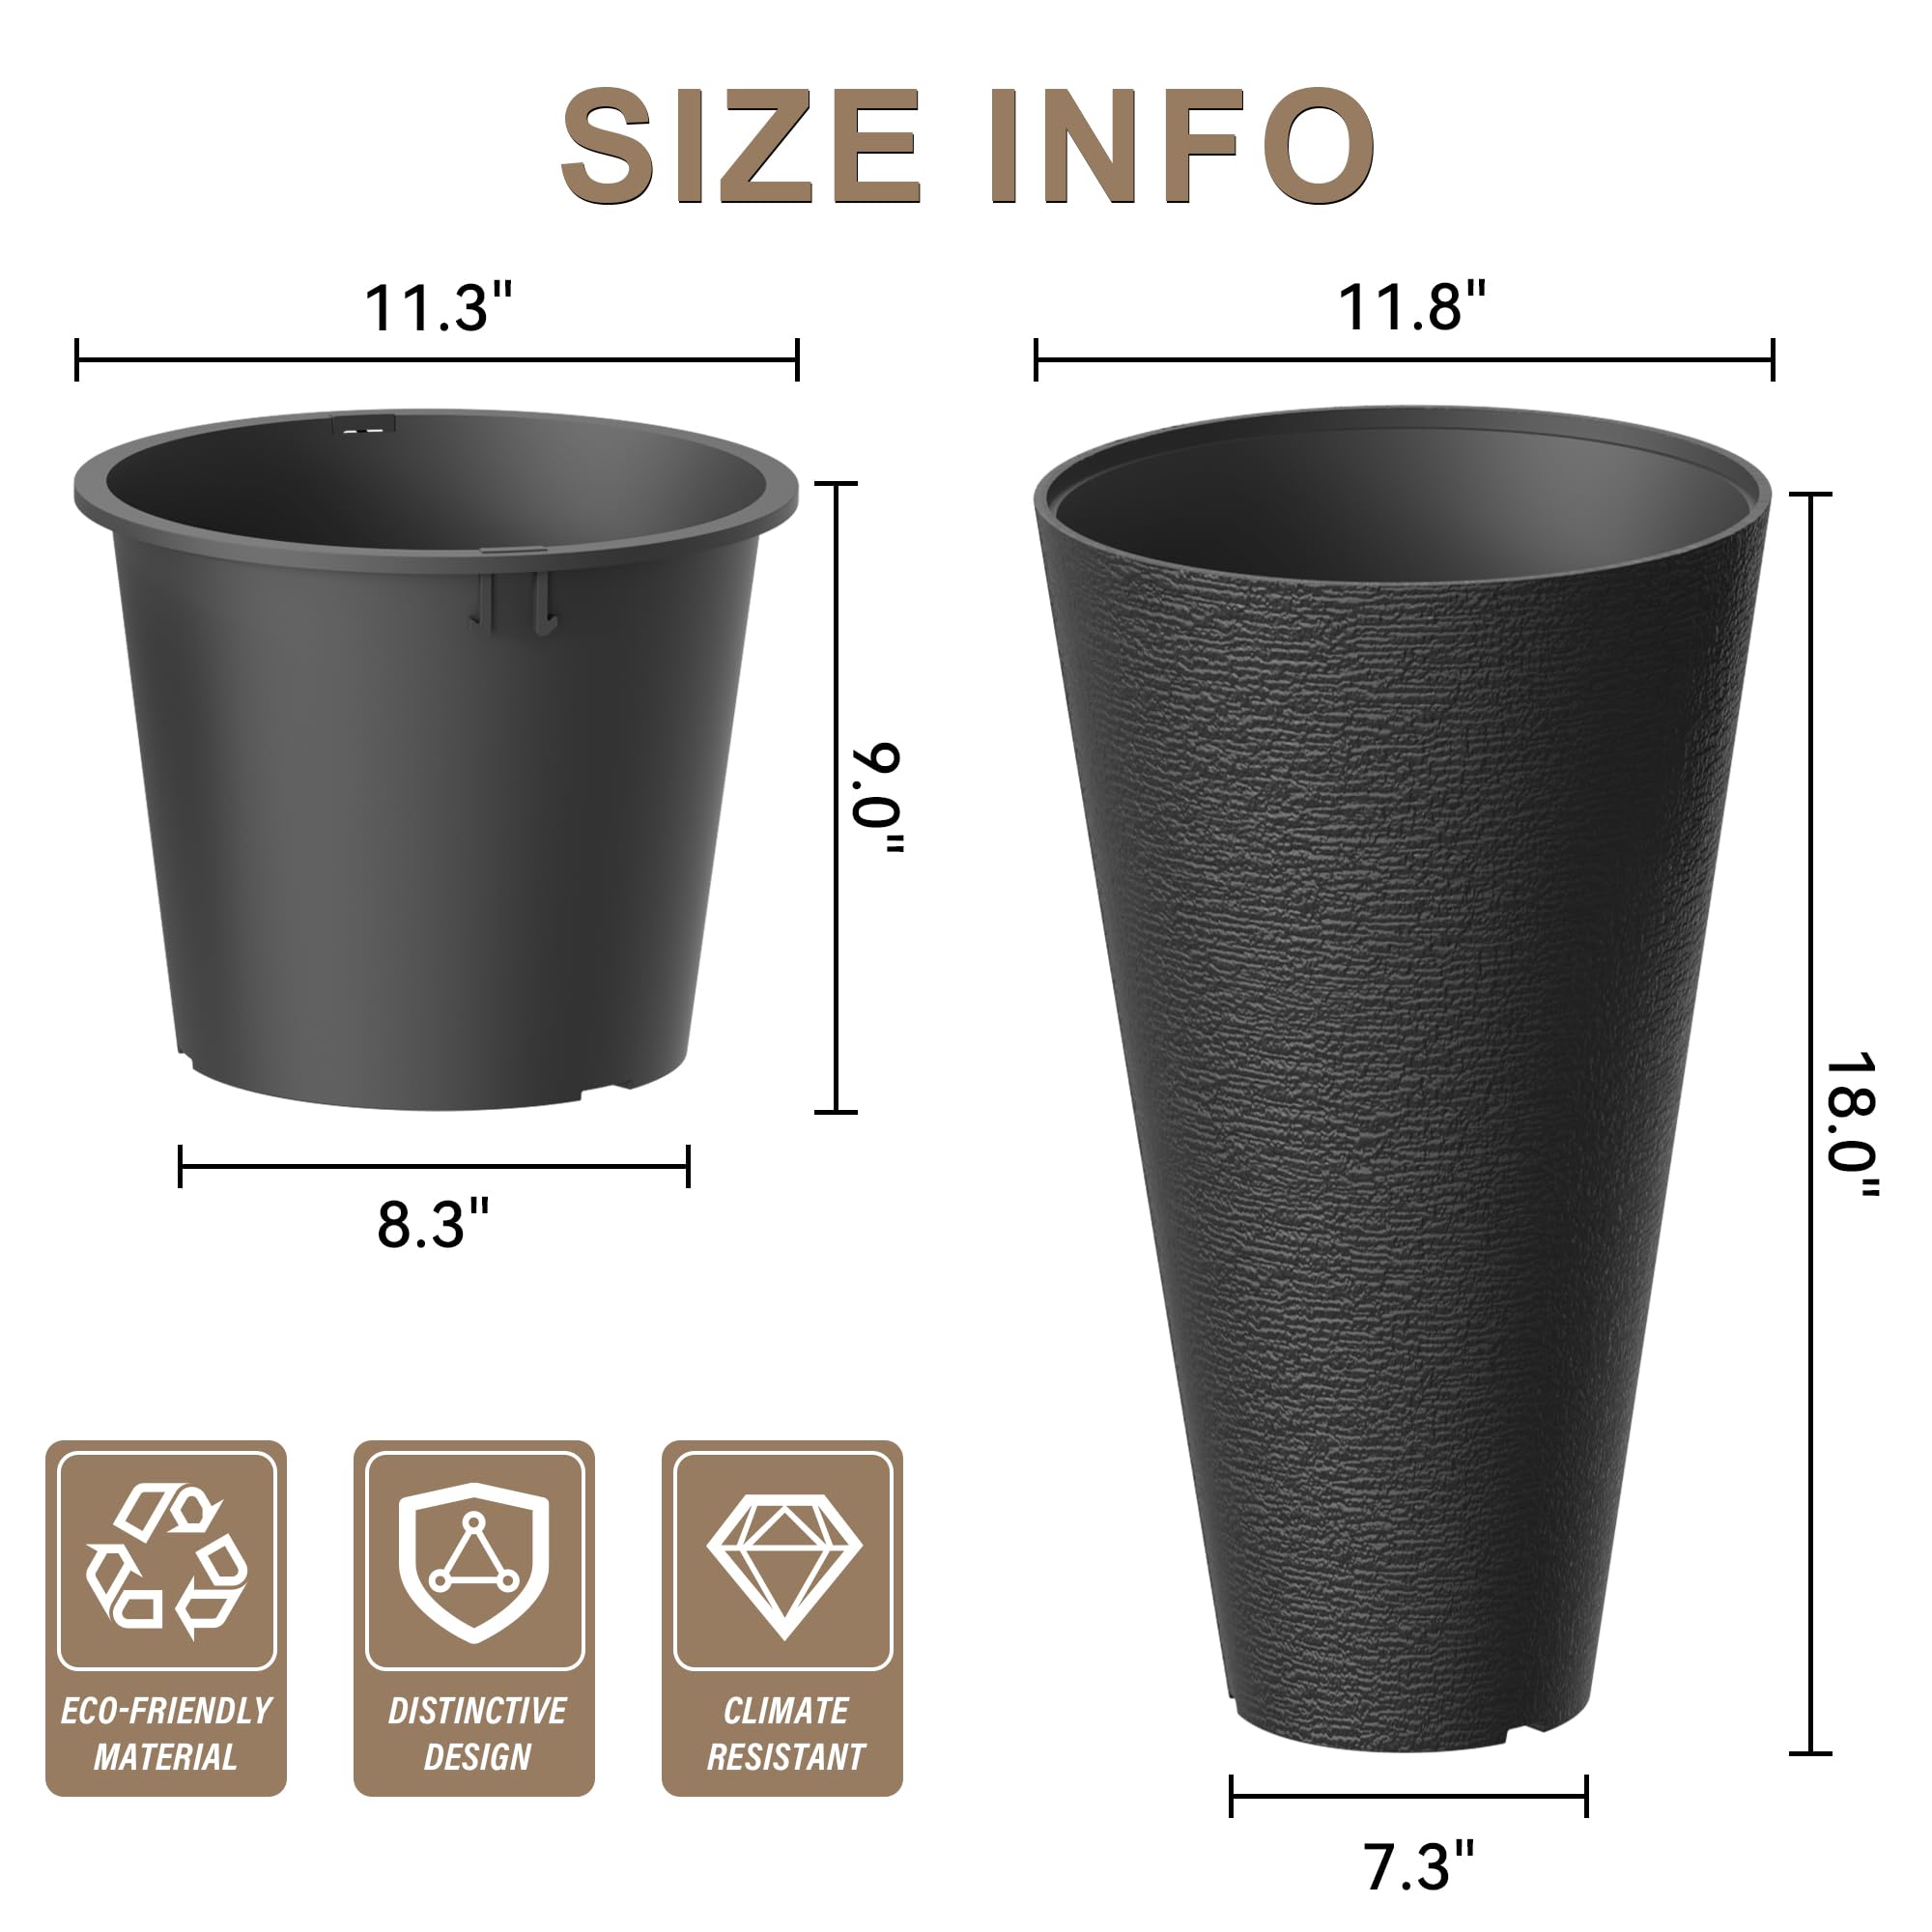 SIZE INFO
11.3"
11.8"
9.0"
18.0"
8.3"
7.3"
ECO-FRIENDLY
MATERIAL
DISTINCTIVE
DESIGN
CLIMATE
RESISTANT